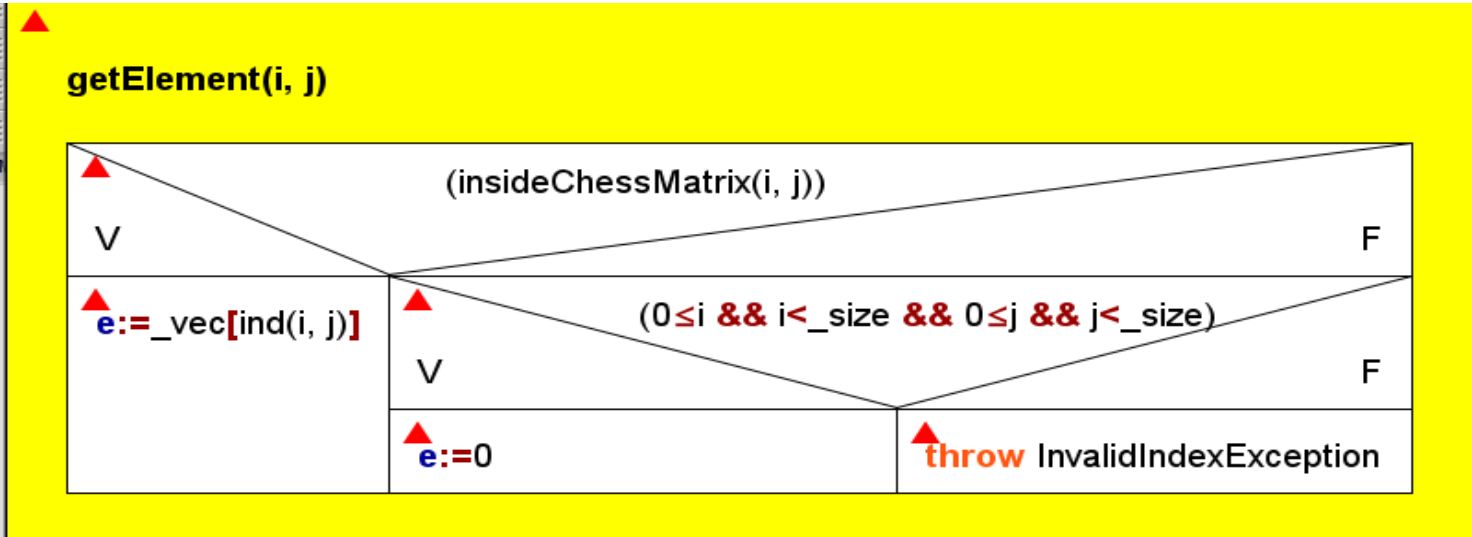 getElement(i, j)
(insideChessMatrix(i, j))
V
F
e:=_vec[ind(i, j)]
(0≤i && i<_size && 0≤j && j<_size)
V
F
e:=0
throw InvalidIndexException